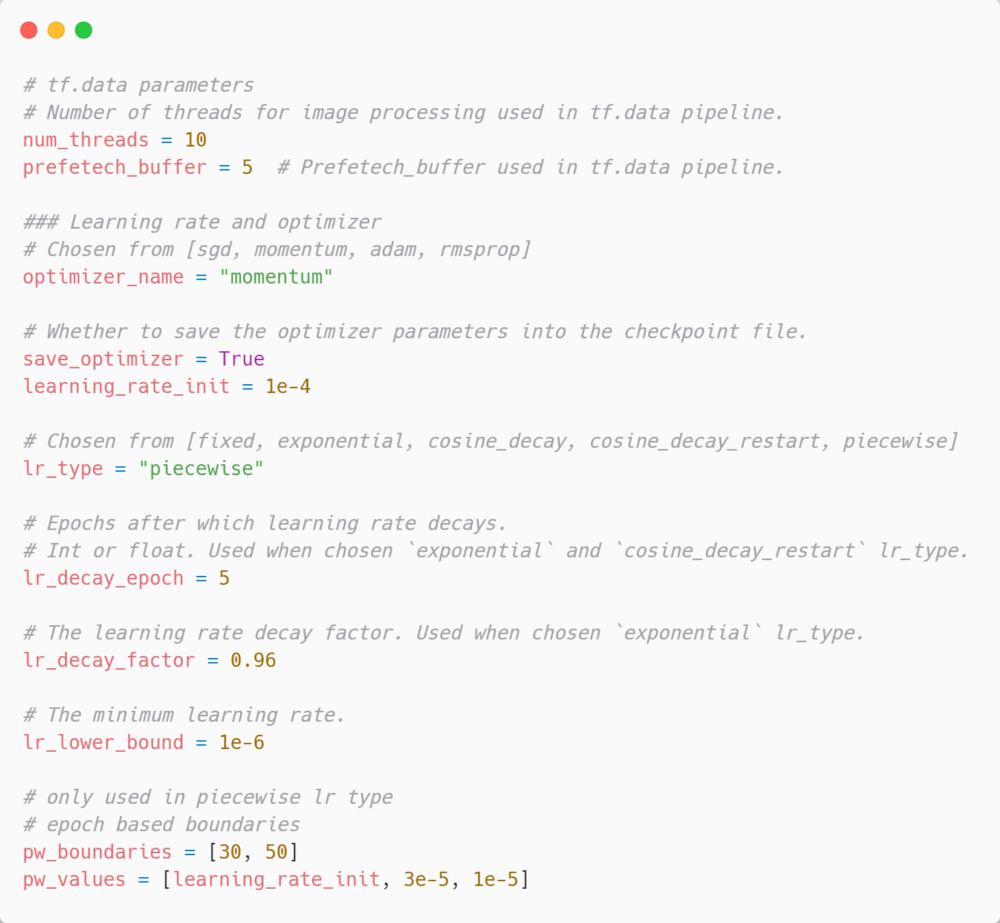 # tf.data parameters
# Number of threads for image processing used in tf.data pipeline.
num_threads = 10
prefetech_buffer = 5  # Prefetech_buffer used in tf.data pipeline.
### Learning rate and optimizer
# Chosen from [sgd, momentum, adam, rmsprop]
optimizer_name = "momentum"
# Whether to save the optimizer parameters into the checkpoint file.
save_optimizer = True
learning_rate_init = 1e-4
# Chosen from [fixed, exponential, cosine_decay, cosine_decay_restart, piecewise]
lr_type = "piecewise"
# Epochs after which learning rate decays.
# Int or float. Used when chosen `exponential` and `cosine_decay_restart` lr_type.
lr_decay_epoch = 5
# The learning rate decay factor. Used when chosen `exponential` lr_type.
lr_decay_factor = 0.96
# The minimum learning rate.
lr_lower_bound = 1e-6
# only used in piecewise lr type
# epoch based boundaries
pw_boundaries = [30, 50]
pw_values = [learning_rate_init, 3e-5, 1e-5]